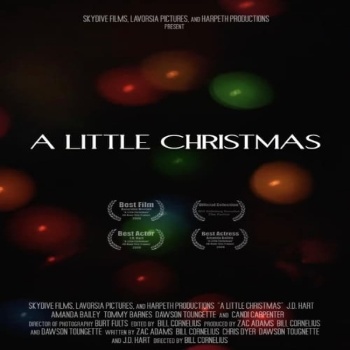 SKYDIVE FILMS, LAVORSIA PICTURES, AND HARPETH PRODUCTIONS
PRESENT
A LITTLE CHRISTMAS
Best Film
Official Selection
Best Actor
Best Actress
SKYDIVE FILMS, LAVORSIA PICTURES, AND HARPETH PRODUCTIONS "A LITTLE CHRISTMAS" J.D. HART
AMANDA BAILEY TOMMY BARNES DAWSON TOUNGETTE AND CANDI CARPENTER
DIRECTOR OF PHOTOGRAPHY BURT FULTS EDITED BY BILL CORNELIUS PRODUCED BY ZAC ADAMS BILL CORNELIUS
AND DAWSON TOUNGETTE WRITTEN BY ZAC ADAMS BILL CORNELIUS CHRIS DYER DAWSON TOUGNETTE
AND J.D. HART DIRECTED BY BILL CORNELIUS